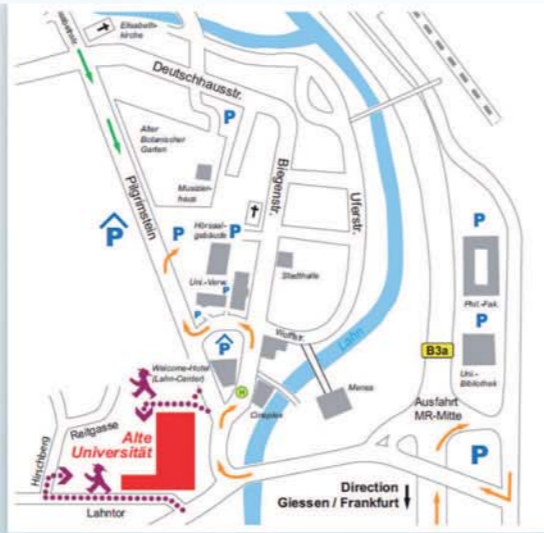 Elisabeth-
kirche
Deutschhausstr.
P
Alter
Botanischer
Garten
Pilgrimstein
Musizier-
haus
Biegenstr.
Uferstr.
P
P
Hörsaal-
gebäude
P
P
Uni.-Verw.
P
Stadthalle
P
P
Phil.-Fak.
P
Uni.-
Bibliothek
Wolffstr.
Lahn
B3a
P
Welcome-Hotel
(Lahn-Center)
H
Cineplex
Mensa
Ausfahrt
MR-Mitte
P
Reitgasse
Hirschberg
Alte
Universität
Lahntor
Direction
Giessen / Frankfurt